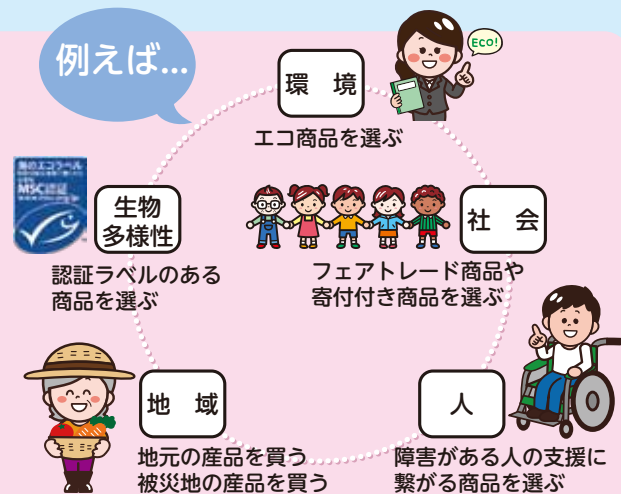 例えば...
ECO!
環 境
エコ商品を選ぶ
海のエコラベル
MSC認証
生物
多様性
認証ラベルのある
商品を選ぶ
社 会
フェアトレード商品や
寄付付き商品を選ぶ
地 域
地元の産品を買う
被災地の産品を買う
人
障害がある人の支援に
繋がる商品を選ぶ